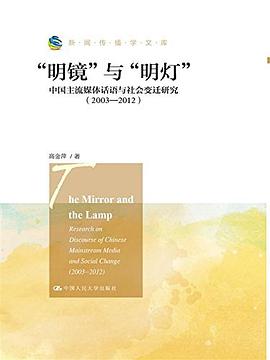 新·闻·传·播·学·文·库
“明镜”与“明灯”
中国主流媒体话语与社会变迁研究
（2003—2012）
高金萍 / 著
The Mirror and
the Lamp
Research on
Discourse of Chinese
Mainstream Media
and Social Change
(2003—2012)
中国人民大学出版社